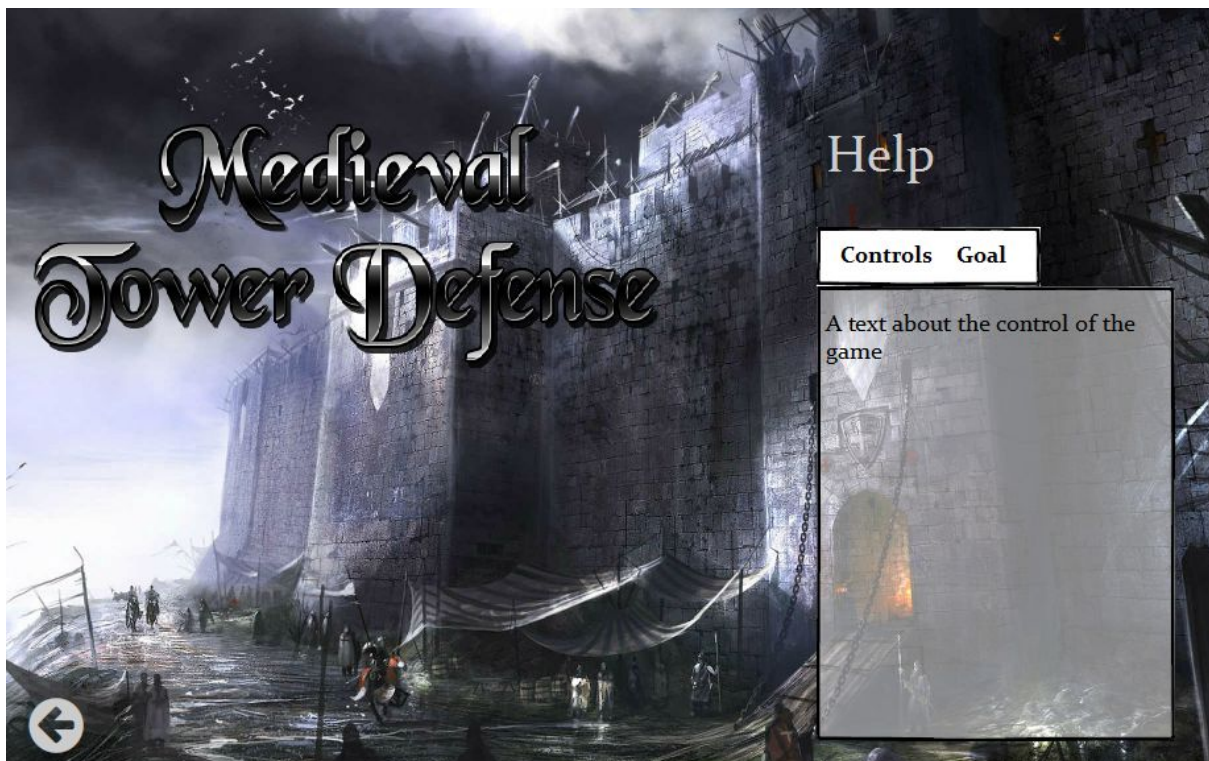 Medieval
Tower Defense
Help
Controls Goal
A text about the control of the
game